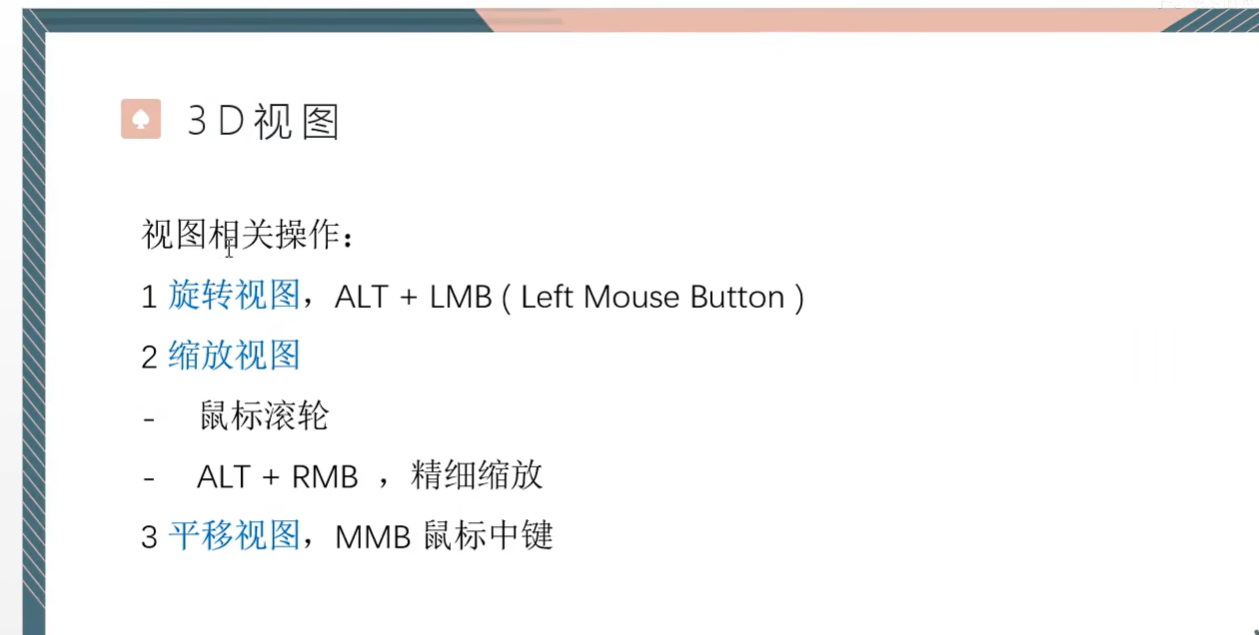 3D视图
视图相关操作：
1 旋转视图，ALT + LMB ( Left Mouse Button )
2 缩放视图
- 鼠标滚轮
- ALT + RMB ，精细缩放
3 平移视图，MMB 鼠标中键